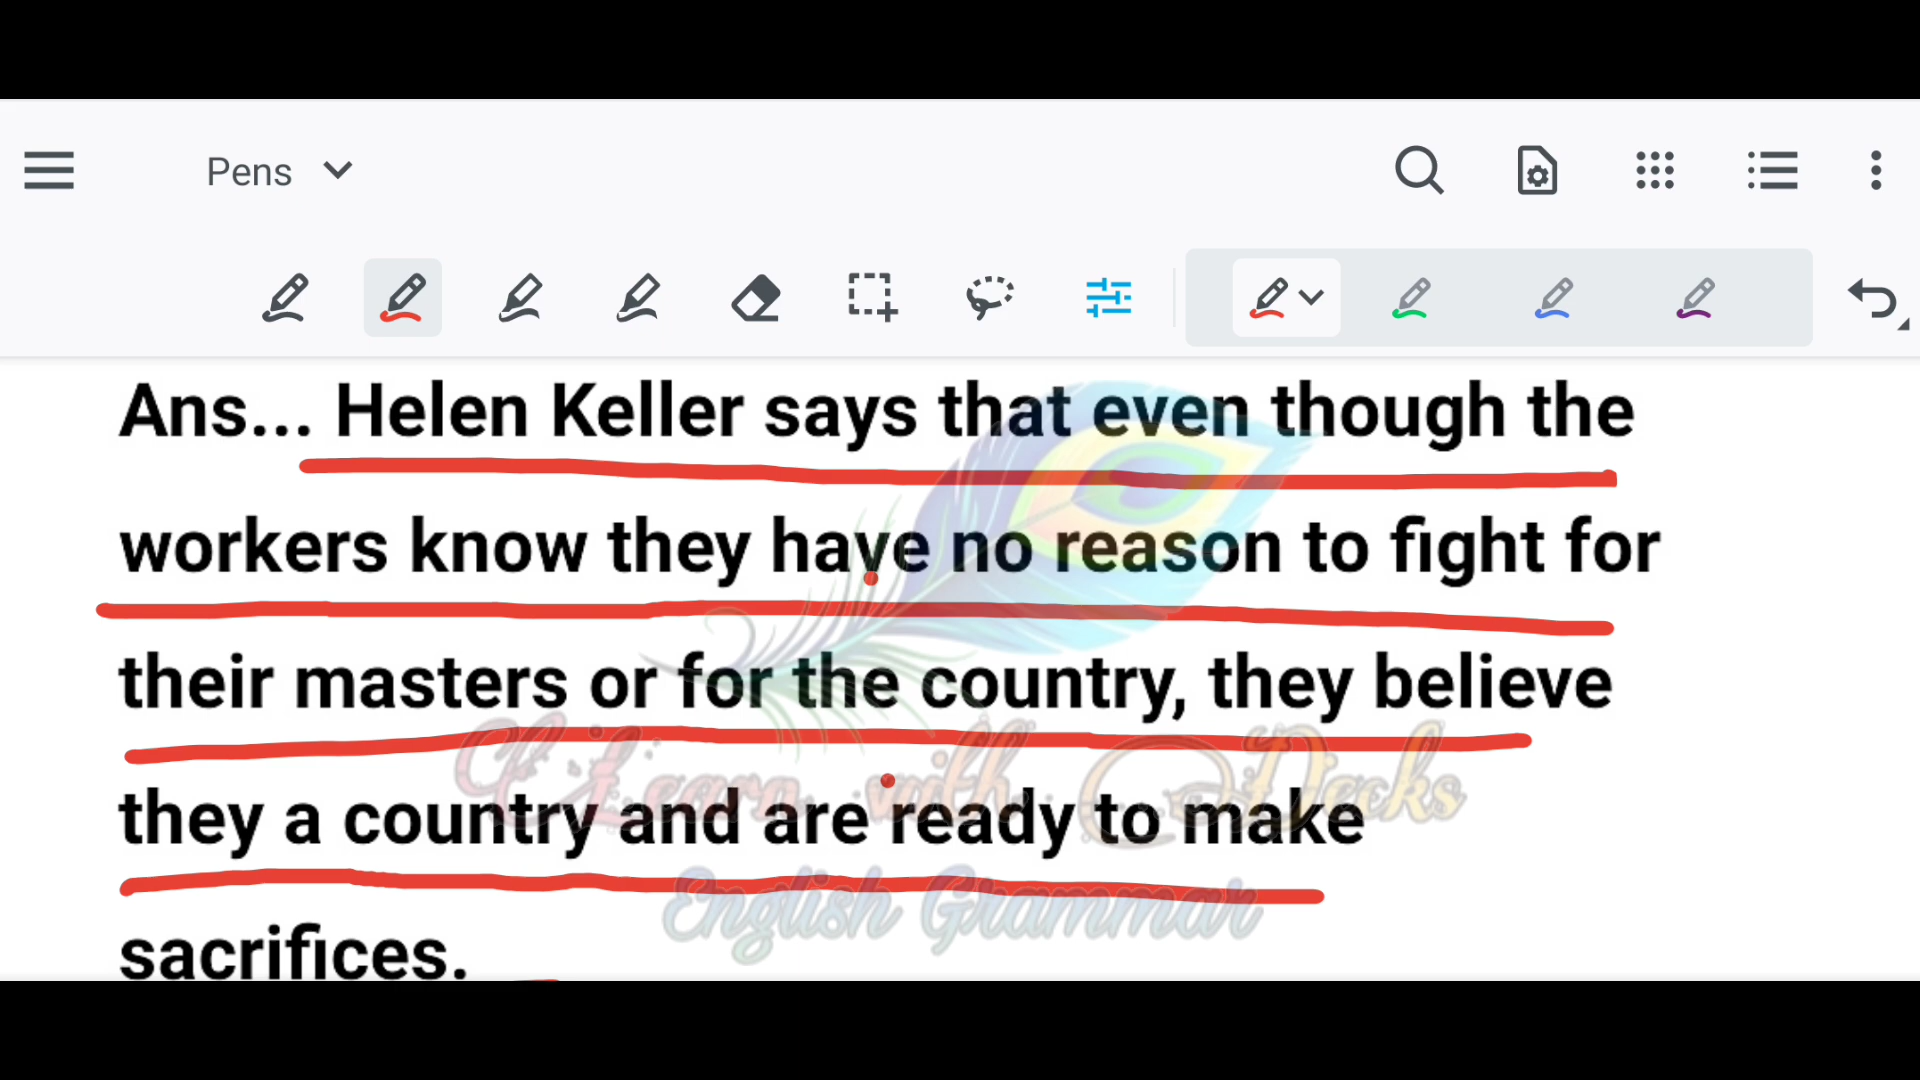 Pens
Ans... Helen Keller says that even though the
workers know they have no reason to fight for
their masters or for the country, they believe
they a country and are ready to make
sacrifices.
Learn with Djecks
English Grammar